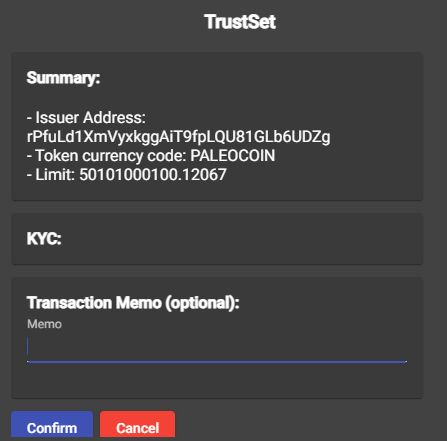 TrustSet
Summary:
- Issuer Address:
rPfuLd1XmVyxkggAiT9fpLQU81GLb6UDZg
- Token currency code: PALEOCOIN
- Limit: 50101000100.12067
KYC:
Transaction Memo (optional):
Memo
Confirm Cancel